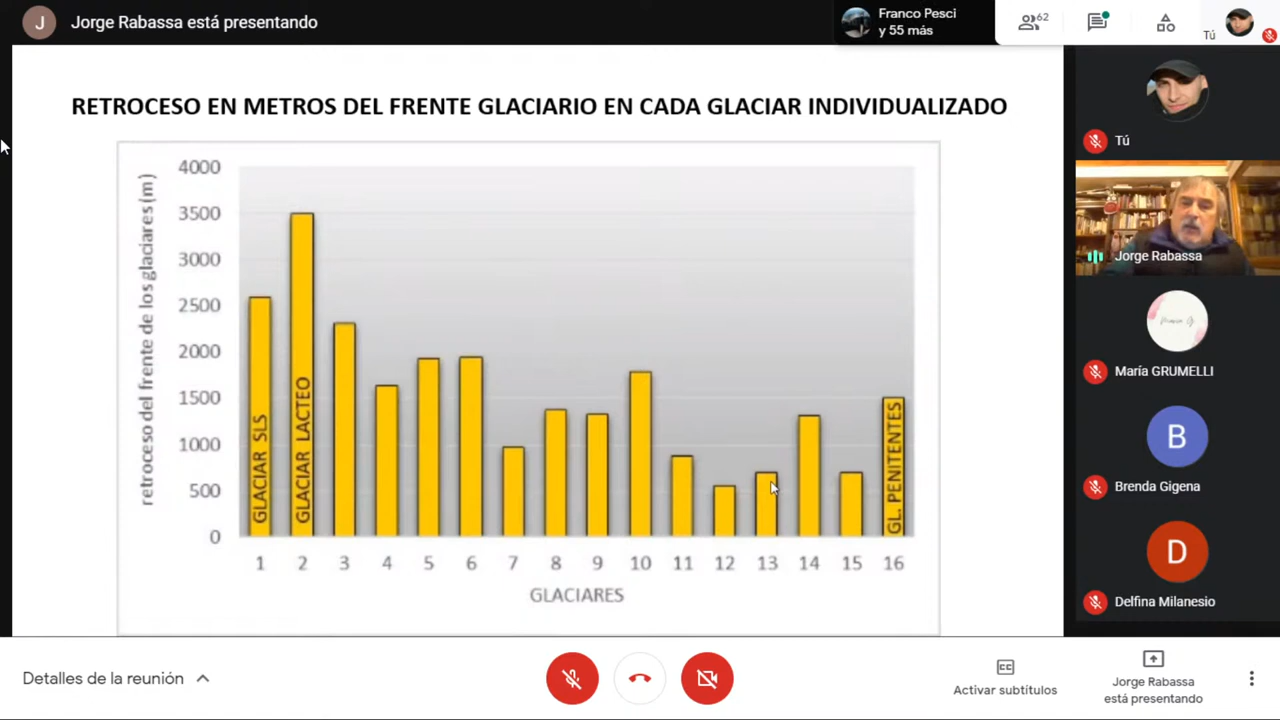 J
Jorge Rabassa está presentando
Franco Pesci
y 55 más
62
Tú
RETROCESO EN METROS DEL FRENTE GLACIARIO EN CADA GLACIAR INDIVIDUALIZADO
retroceso del frente de los glaciares (m)
4000
3500
3000
2500
2000
1500
1000
500
0
GLACIAR SLS
GLACIAR LACTEO
GL. PENITENTES
1 2 3 4 5 6 7 8 9 10 11 12 13 14 15 16
GLACIARES
Tú
Jorge Rabassa
María GRUMELLI
B
Brenda Gigena
D
Delfina Milanesio
Detalles de la reunión
CC
Activar subtítulos
Jorge Rabassa
está presentando